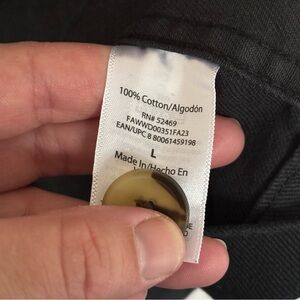 100% Cotton/Algodón
RN# 52469
FAWWD00351FA23
EAN/UPC 8 80061459198
L
Made In/Hecho En